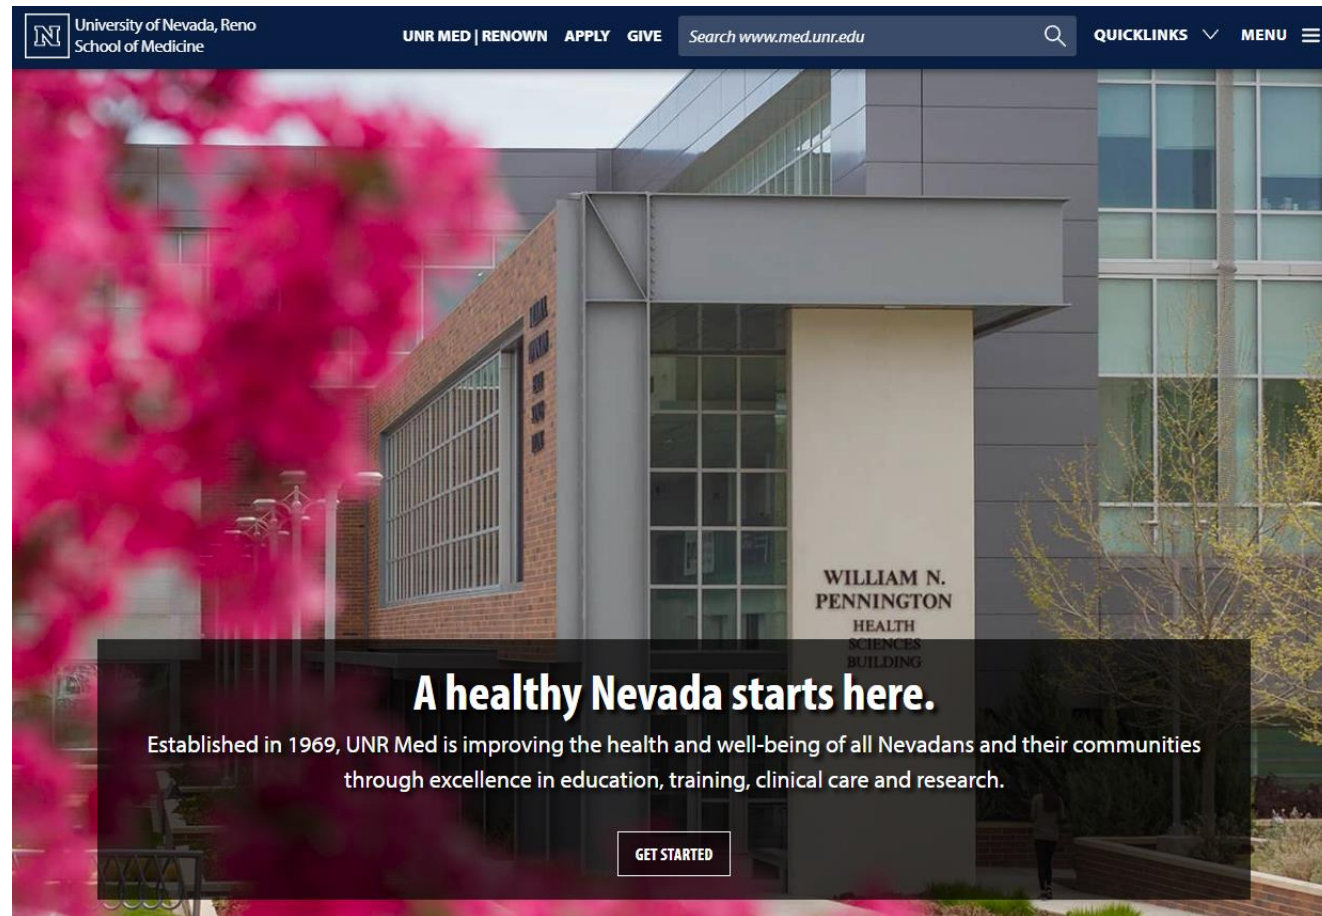 University of Nevada, Reno
School of Medicine
UNR MED | RENOWN APPLY GIVE Search www.med.unr.edu QUICKLINKS MENU
WILLIAM N.
PENNINGTON
HEALTH
SCIENCES
BUILDING
A healthy Nevada starts here.
Established in 1969, UNR Med is improving the health and well-being of all Nevadans and their communities
through excellence in education, training, clinical care and research.
GET STARTED